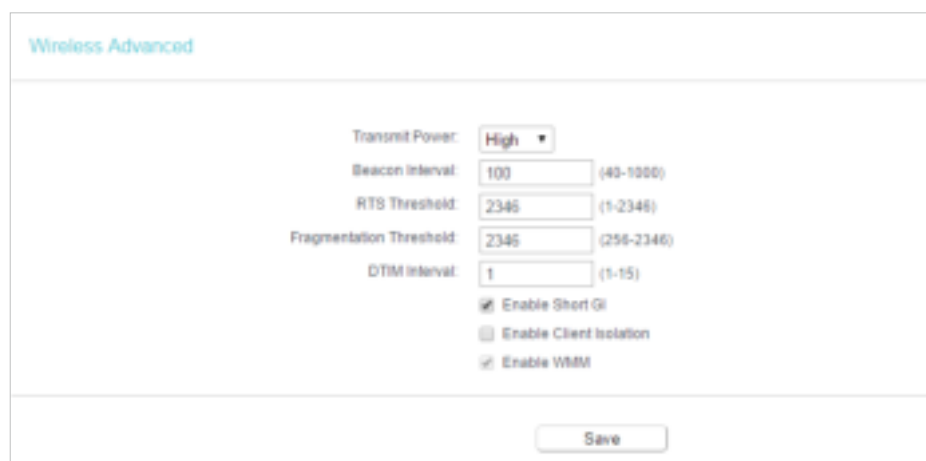 Wireless Advanced
Transmit Power: High
Beacon Interval: 100 (40-1000)
RTS Threshold: 2346 (1-2346)
Fragmentation Threshold: 2346 (256-2346)
DTIM Interval: 1 (1-15)
Enable Short GI
Enable Client Isolation
Enable WMM
Save